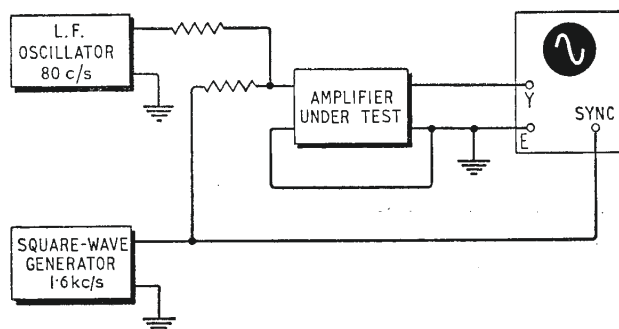 L.F.
OSCILLATOR
80 c/s
AMPLIFIER
UNDER TEST
Y
E
SYNC
SQUARE-WAVE
GENERATOR
1·6kc/s